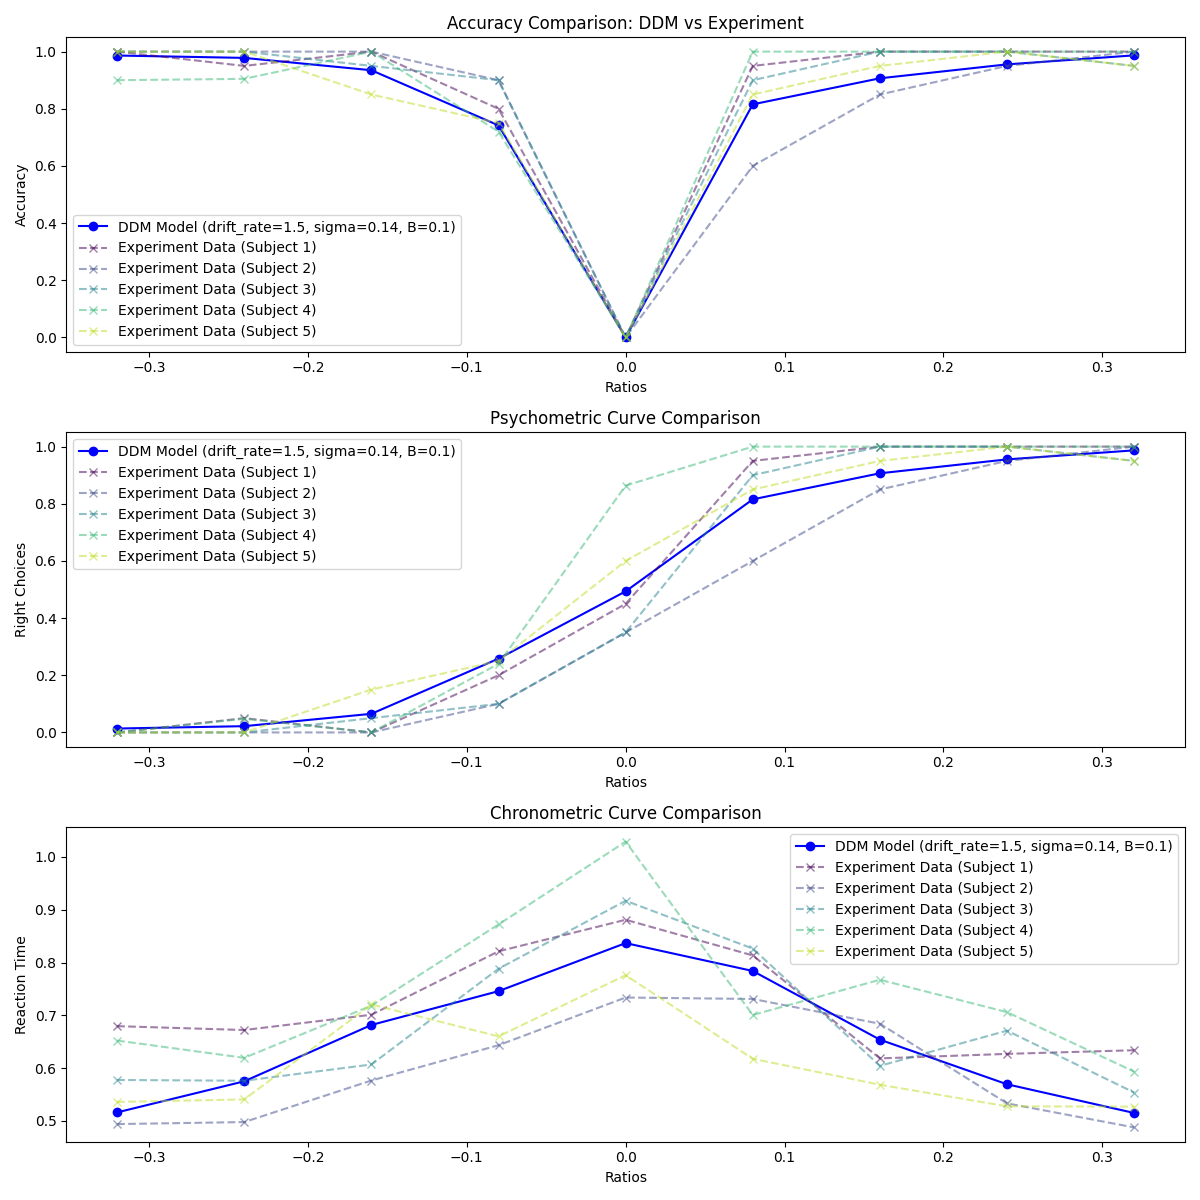 Accuracy Comparison: DDM vs Experiment
1.0
0.8
0.6
0.4
0.2
0.0
Accuracy
DDM Model (drift_rate=1.5, sigma=0.14, B=0.1)
Experiment Data (Subject 1)
Experiment Data (Subject 2)
Experiment Data (Subject 3)
Experiment Data (Subject 4)
Experiment Data (Subject 5)
−0.3 −0.2 −0.1 0.0 0.1 0.2 0.3
Ratios
Psychometric Curve Comparison
1.0
0.8
0.6
0.4
0.2
0.0
Right Choices
DDM Model (drift_rate=1.5, sigma=0.14, B=0.1)
Experiment Data (Subject 1)
Experiment Data (Subject 2)
Experiment Data (Subject 3)
Experiment Data (Subject 4)
Experiment Data (Subject 5)
−0.3 −0.2 −0.1 0.0 0.1 0.2 0.3
Ratios
Chronometric Curve Comparison
1.0
0.9
0.8
0.7
0.6
0.5
Reaction Time
DDM Model (drift_rate=1.5, sigma=0.14, B=0.1)
Experiment Data (Subject 1)
Experiment Data (Subject 2)
Experiment Data (Subject 3)
Experiment Data (Subject 4)
Experiment Data (Subject 5)
−0.3 −0.2 −0.1 0.0 0.1 0.2 0.3
Ratios